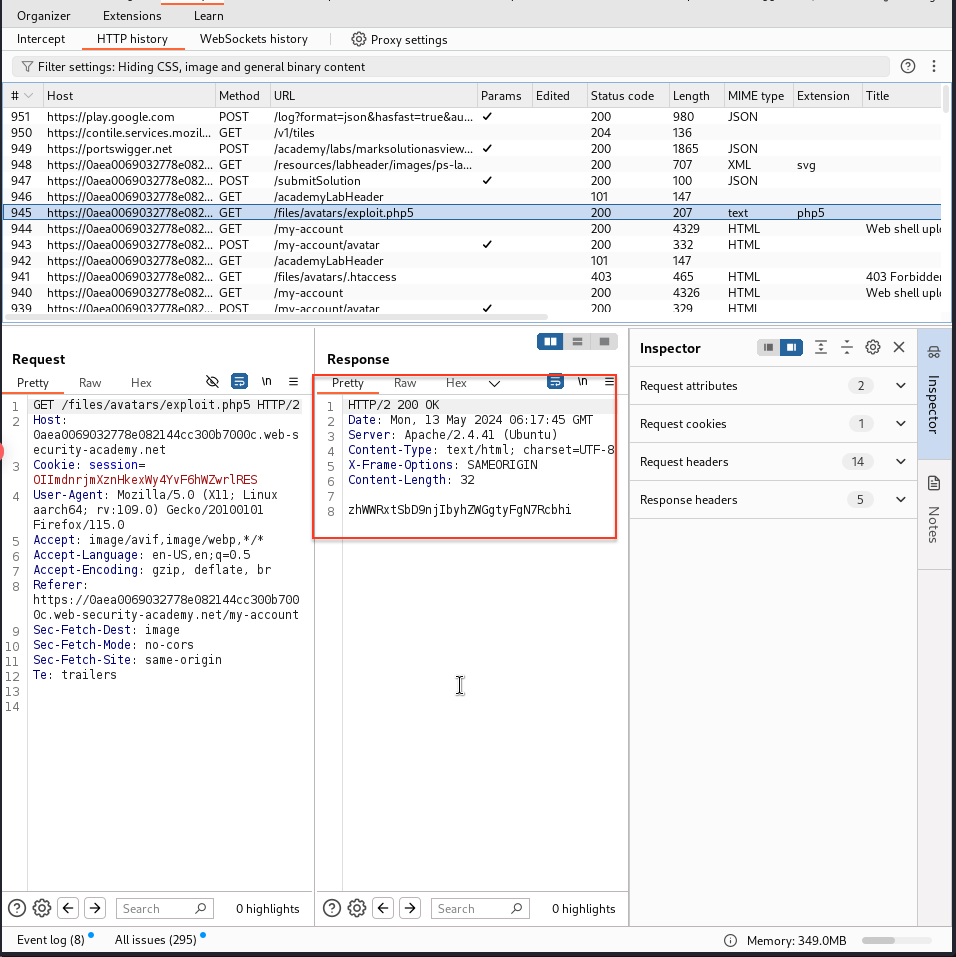 Organizer Extensions Learn
Intercept HTTP history WebSockets history Proxy settings
Filter settings: Hiding CSS, image and general binary content
# Host Method URL Params Edited Status code Length MIME type Extension Title
951 https://play.google.com POST /log?format=json&hasfast=true&au... ✓ 200 980 JSON
950 https://contile.services.mozil... GET /v1/tiles 204 136
949 https://portswigger.net POST /academy/labs/marksolutionasview... ✓ 200 1865 JSON
948 https://0aea0069032778e082... GET /resources/labheader/images/ps-la... 200 707 XML svg
947 https://0aea0069032778e082... POST /submitSolution ✓ 200 100 JSON
946 https://0aea0069032778e082... GET /academyLabHeader 101 147
945 https://0aea0069032778e082... GET /files/avatars/exploit.php5 200 207 text php5
944 https://0aea0069032778e082... GET /my-account 200 4329 HTML Web shell uplo
943 https://0aea0069032778e082... POST /my-account/avatar ✓ 200 332 HTML
942 https://0aea0069032778e082... GET /academyLabHeader 101 147
941 https://0aea0069032778e082... GET /files/avatars/.htaccess 403 465 HTML 403 Forbidden
940 https://0aea0069032778e082... GET /my-account 200 4326 HTML Web shell uplo
939 https://0aea0069032778e082... POST /my-account/avatar ✓ 200 329 HTML
Request
Pretty Raw Hex \n
1 GET /files/avatars/exploit.php5 HTTP/2
2 Host:
0aea0069032778e082144cc300b7000c.web-s
ecurity-academy.net
3 Cookie: session=
OIImdnrjmXznHkexWy4YvF6hWZwrlRES
4 User-Agent: Mozilla/5.0 (X11; Linux
aarch64; rv:109.0) Gecko/20100101
Firefox/115.0
5 Accept: image/avif,image/webp,*/*
6 Accept-Language: en-US,en;q=0.5
7 Accept-Encoding: gzip, deflate, br
8 Referer:
https://0aea0069032778e082144cc300b700
0c.web-security-academy.net/my-account
9 Sec-Fetch-Dest: image
10 Sec-Fetch-Mode: no-cors
11 Sec-Fetch-Site: same-origin
12 Te: trailers
13
14
Search 0 highlights
Response
Pretty Raw Hex \n
1 HTTP/2 200 OK
2 Date: Mon, 13 May 2024 06:17:45 GMT
3 Server: Apache/2.4.41 (Ubuntu)
4 Content-Type: text/html; charset=UTF-8
5 X-Frame-Options: SAMEORIGIN
6 Content-Length: 32
7
8 zhWWRxtSbD9njIbyhZWGgtyFgN7Rcbhi
Search 0 highlights
Inspector
Request attributes 2
Request cookies 1
Request headers 14
Response headers 5
Inspector
Notes
Event log (8) All issues (295) Memory: 349.0MB